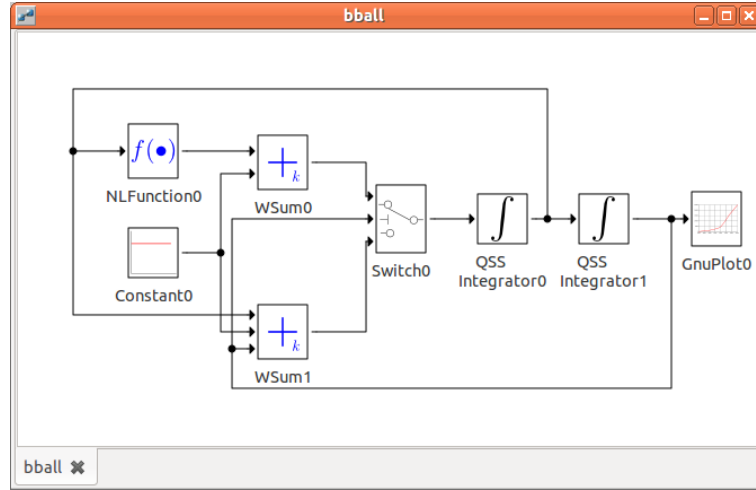 bball
f(●)
NLFunction0
+k
WSum0
Constant0
+k
WSum1
Switch0
∫
QSS
Integrator0
∫
QSS
Integrator1
GnuPlot0
bball